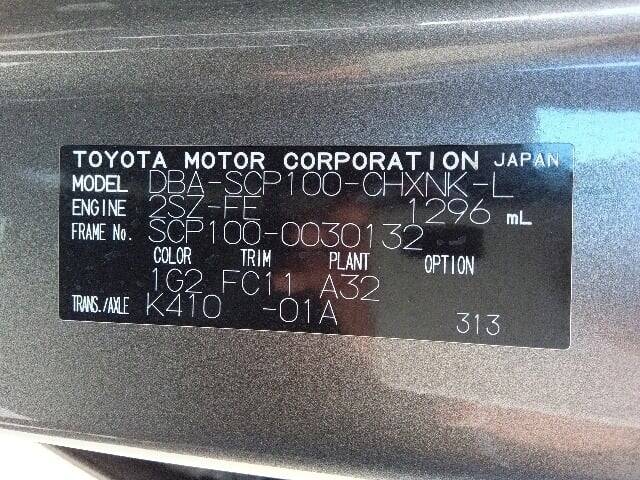 TOYOTA MOTOR CORPORATION JAPAN
MODEL DBA-SCP100-CHXNK-L
ENGINE 2SZ-FE 1296 mL
FRAME No. SCP100-0030132
COLOR TRIM PLANT OPTION
1G2 FC11 A32
TRANS./AXLE K410 -01A 313